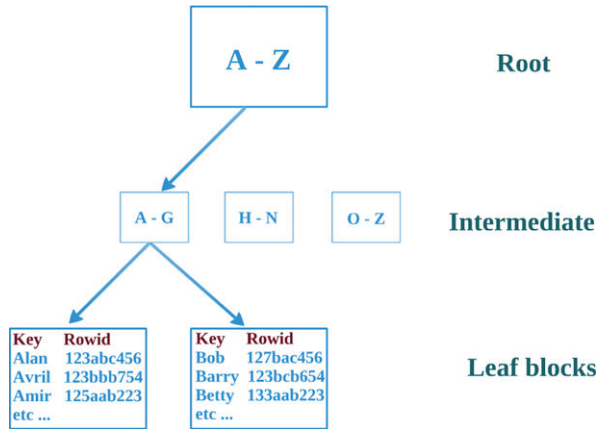 A - Z
Root
A - G
H - N
O - Z
Intermediate
Key Rowid
Alan 123abc456
Avril 123bbb754
Amir 125aab223
etc ...
Key Rowid
Bob 127bac456
Barry 123bcb654
Betty 133aab223
etc ...
Leaf blocks